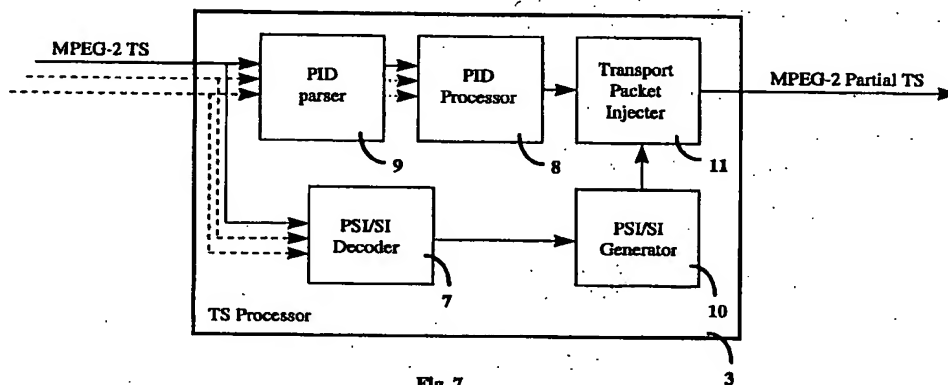 MPEG-2 TS
PID
parser
9
PID
Processor
8
Transport
Packet
Injecter
11
MPEG-2 Partial TS
PSI/SI
Decoder
7
PSI/SI
Generator
10
TS Processor
3
Fig. 7